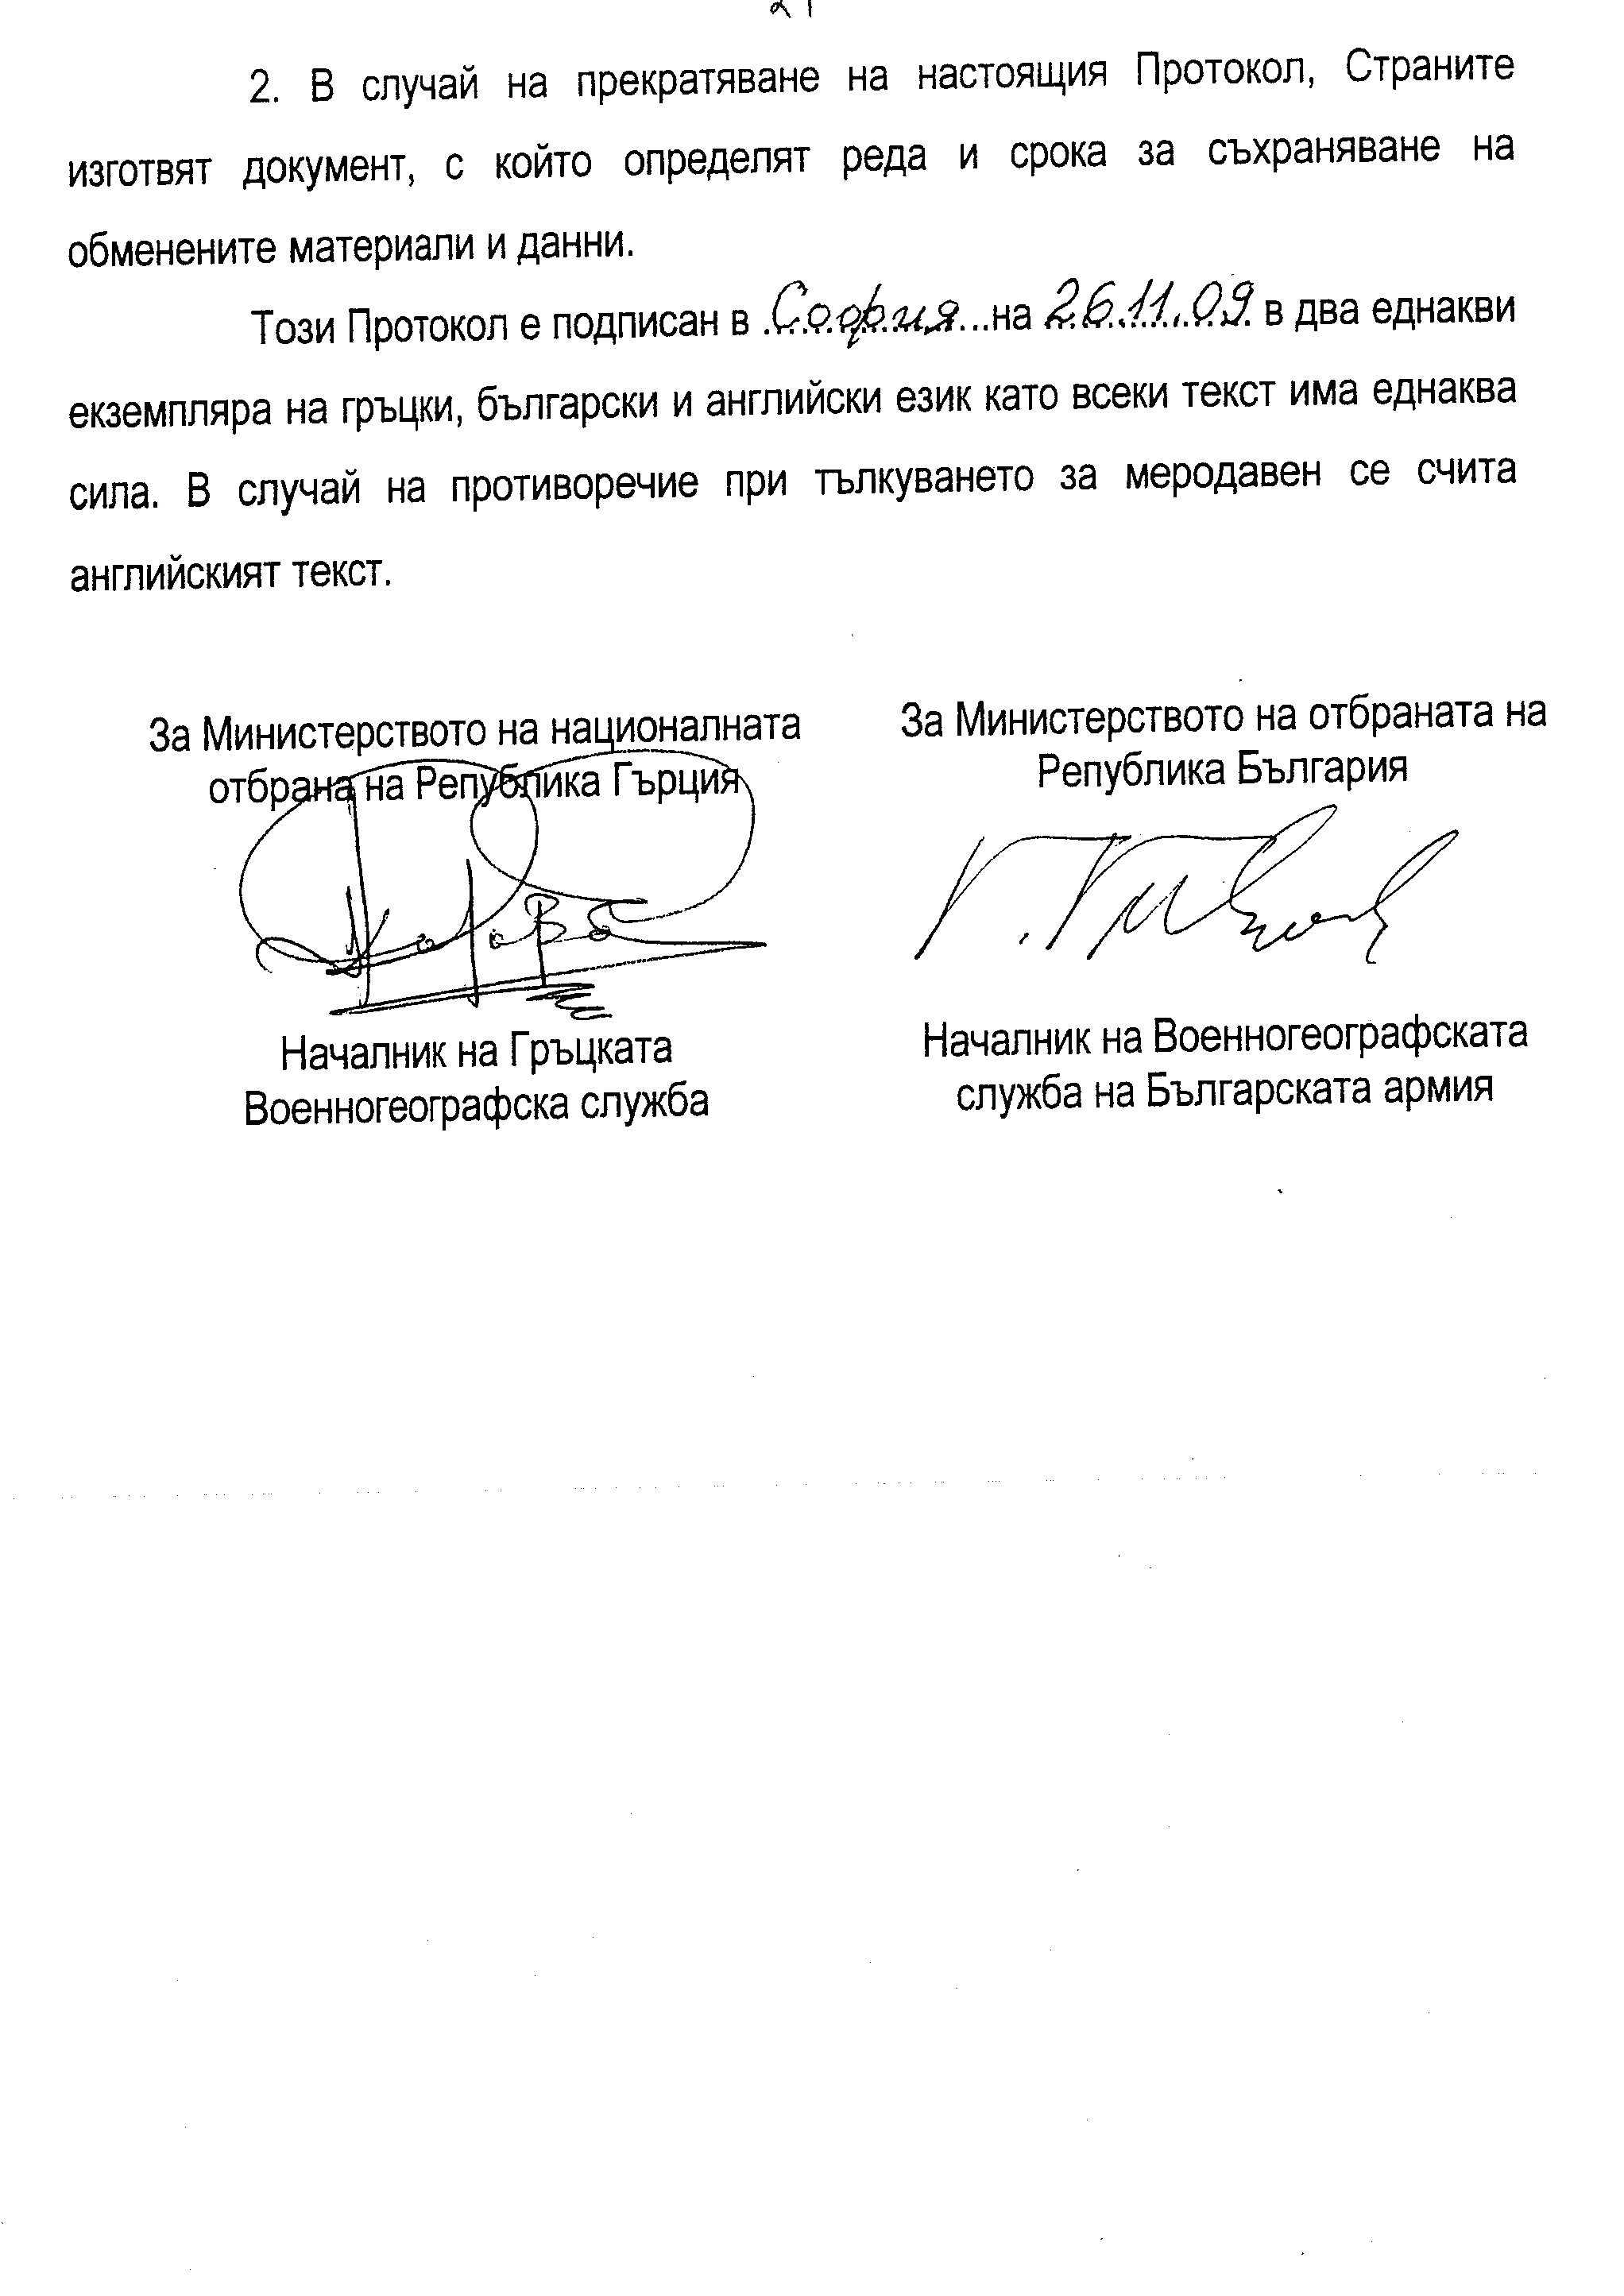 2. В случай на прекратяване на настоящия Протокол, Страните
изготвят документ, с който определят реда и срока за съхраняване на
обменените материали и данни.
Този Протокол е подписан в .София...на 26.11.09 в два еднакви
екземпляра на гръцки, български и английски език като всеки текст има еднаква
сила. В случай на противоречие при тълкуването за меродавен се счита
английският текст.
За Министерството на националната
отбрана на Република Гърция
За Министерството на отбраната на
Република България
Началник на Гръцката
Военногеографска служба
Началник на Военногеографската
служба на Българската армия